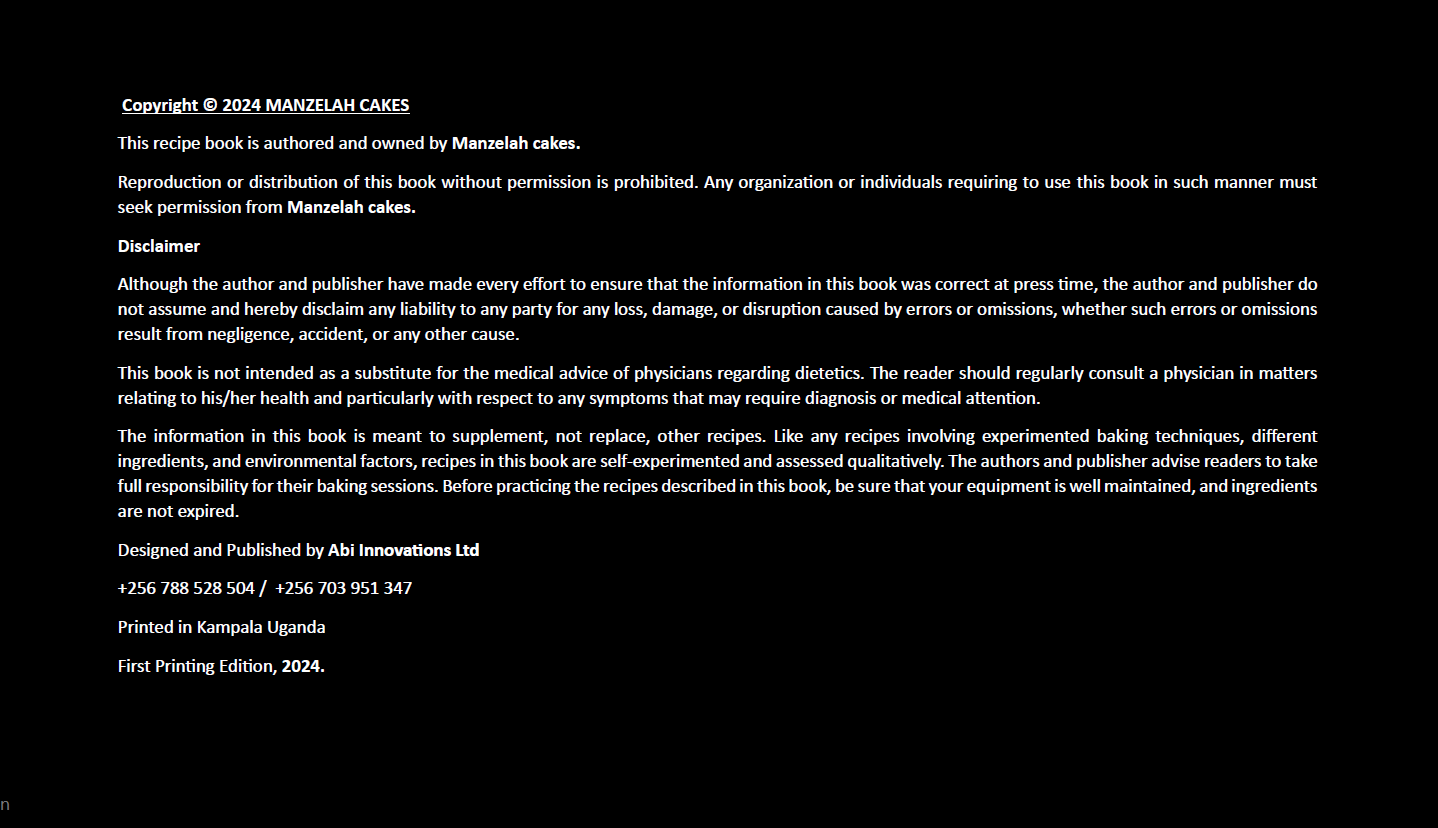 Copyright © 2024 MANZELAH CAKES
This recipe book is authored and owned by Manzelah cakes.
Reproduction or distribution of this book without permission is prohibited. Any organization or individuals requiring to use this book in such manner must
seek permission from Manzelah cakes.
Disclaimer
Although the author and publisher have made every effort to ensure that the information in this book was correct at press time, the author and publisher do
not assume and hereby disclaim any liability to any party for any loss, damage, or disruption caused by errors or omissions, whether such errors or omissions
result from negligence, accident, or any other cause.
This book is not intended as a substitute for the medical advice of physicians regarding dietetics. The reader should regularly consult a physician in matters
relating to his/her health and particularly with respect to any symptoms that may require diagnosis or medical attention.
The information in this book is meant to supplement, not replace, other recipes. Like any recipes involving experimented baking techniques, different
ingredients, and environmental factors, recipes in this book are self-experimented and assessed qualitatively. The authors and publisher advise readers to take
full responsibility for their baking sessions. Before practicing the recipes described in this book, be sure that your equipment is well maintained, and ingredients
are not expired.
Designed and Published by Abi Innovations Ltd
+256 788 528 504 / +256 703 951 347
Printed in Kampala Uganda
First Printing Edition, 2024.
n